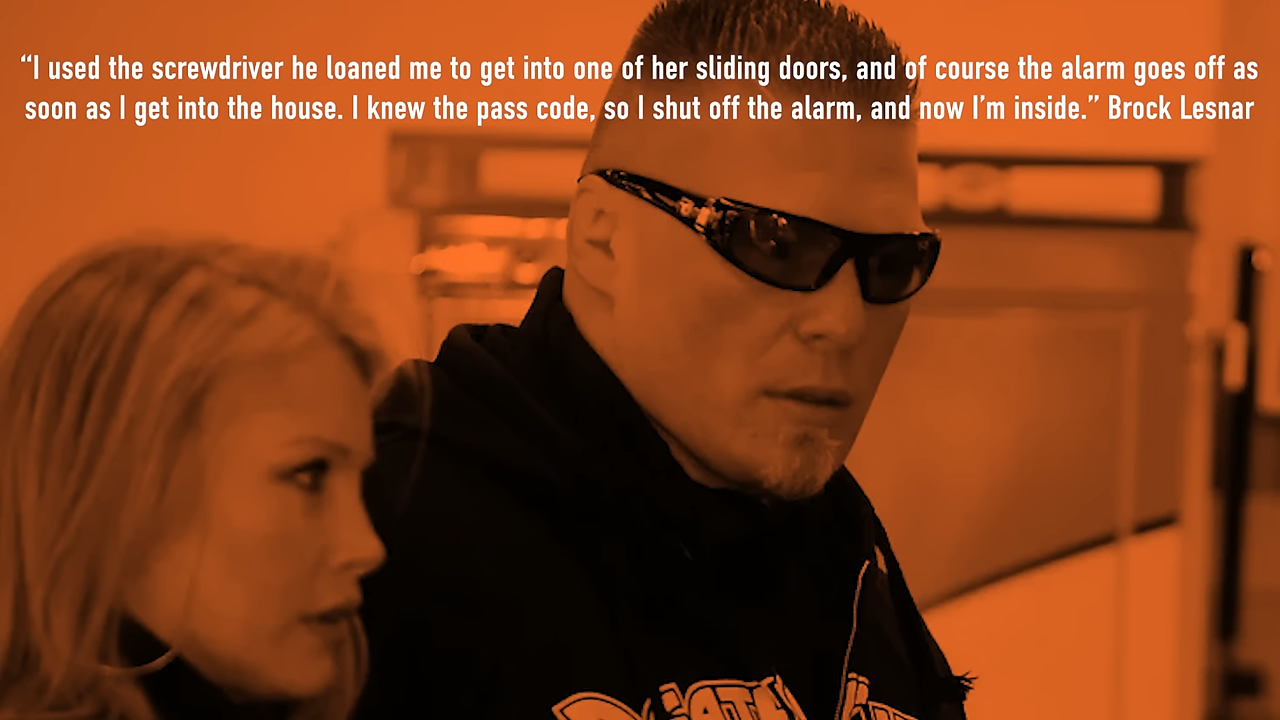 “I used the screwdriver he loaned me to get into one of her sliding doors, and of course the alarm goes off as
soon as I get into the house. I knew the pass code, so I shut off the alarm, and now I’m inside.” Brock Lesnar